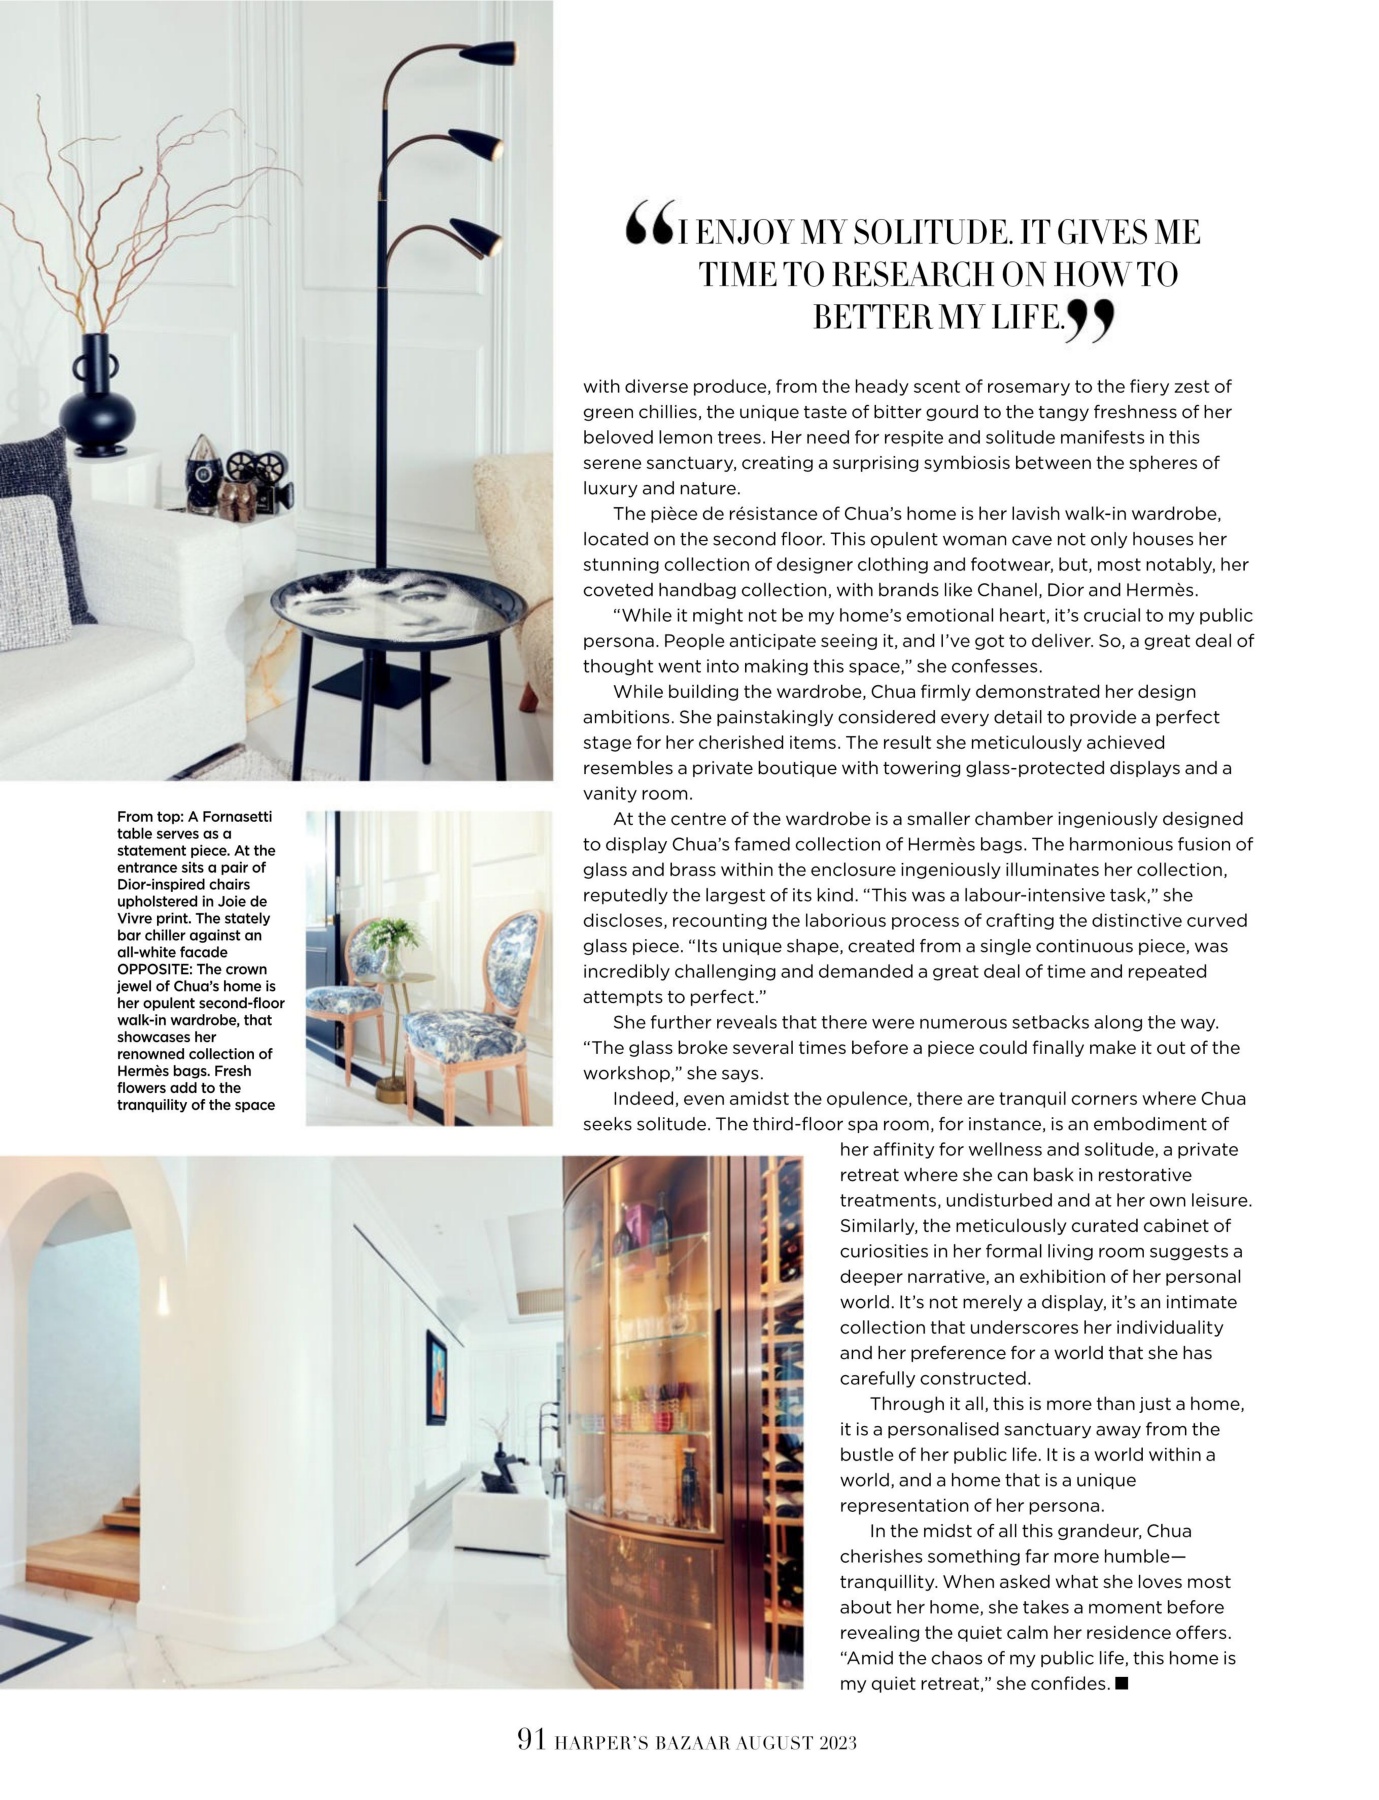 “I ENJOY MY SOLITUDE. IT GIVES ME
TIME TO RESEARCH ON HOW TO
BETTER MY LIFE.”
with diverse produce, from the heady scent of rosemary to the fiery zest of
green chillies, the unique taste of bitter gourd to the tangy freshness of her
beloved lemon trees. Her need for respite and solitude manifests in this
serene sanctuary, creating a surprising symbiosis between the spheres of
luxury and nature.
The pièce de résistance of Chua’s home is her lavish walk-in wardrobe,
located on the second floor. This opulent woman cave not only houses her
stunning collection of designer clothing and footwear, but, most notably, her
coveted handbag collection, with brands like Chanel, Dior and Hermès.
“While it might not be my home’s emotional heart, it’s crucial to my public
persona. People anticipate seeing it, and I’ve got to deliver. So, a great deal of
thought went into making this space,” she confesses.
While building the wardrobe, Chua firmly demonstrated her design
ambitions. She painstakingly considered every detail to provide a perfect
stage for her cherished items. The result she meticulously achieved
resembles a private boutique with towering glass-protected displays and a
vanity room.
At the centre of the wardrobe is a smaller chamber ingeniously designed
to display Chua’s famed collection of Hermès bags. The harmonious fusion of
glass and brass within the enclosure ingeniously illuminates her collection,
reputedly the largest of its kind. “This was a labour-intensive task,” she
discloses, recounting the laborious process of crafting the distinctive curved
glass piece. “Its unique shape, created from a single continuous piece, was
incredibly challenging and demanded a great deal of time and repeated
attempts to perfect.”
She further reveals that there were numerous setbacks along the way.
“The glass broke several times before a piece could finally make it out of the
workshop,” she says.
Indeed, even amidst the opulence, there are tranquil corners where Chua
seeks solitude. The third-floor spa room, for instance, is an embodiment of
her affinity for wellness and solitude, a private
retreat where she can bask in restorative
treatments, undisturbed and at her own leisure.
Similarly, the meticulously curated cabinet of
curiosities in her formal living room suggests a
deeper narrative, an exhibition of her personal
world. It’s not merely a display, it’s an intimate
collection that underscores her individuality
and her preference for a world that she has
carefully constructed.
Through it all, this is more than just a home,
it is a personalised sanctuary away from the
bustle of her public life. It is a world within a
world, and a home that is a unique
representation of her persona.
In the midst of all this grandeur, Chua
cherishes something far more humble—
tranquillity. When asked what she loves most
about her home, she takes a moment before
revealing the quiet calm her residence offers.
“Amid the chaos of my public life, this home is
my quiet retreat,” she confides. ■
From top: A Fornasetti
table serves as a
statement piece. At the
entrance sits a pair of
Dior-inspired chairs
upholstered in Joie de
Vivre print. The stately
bar chiller against an
all-white facade
OPPOSITE: The crown
jewel of Chua’s home is
her opulent second-floor
walk-in wardrobe, that
showcases her
renowned collection of
Hermès bags. Fresh
flowers add to the
tranquility of the space
91 HARPER’S BAZAAR AUGUST 2023